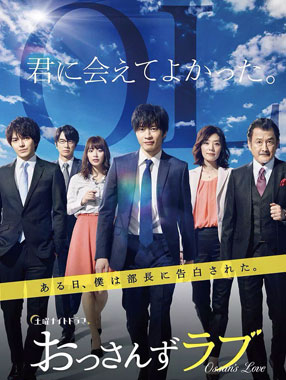 OL
君に会えてよかった。
ある日、僕は部長に告白された。
土曜ナイトドラマ
おっさんずラブ
Ossan's Love